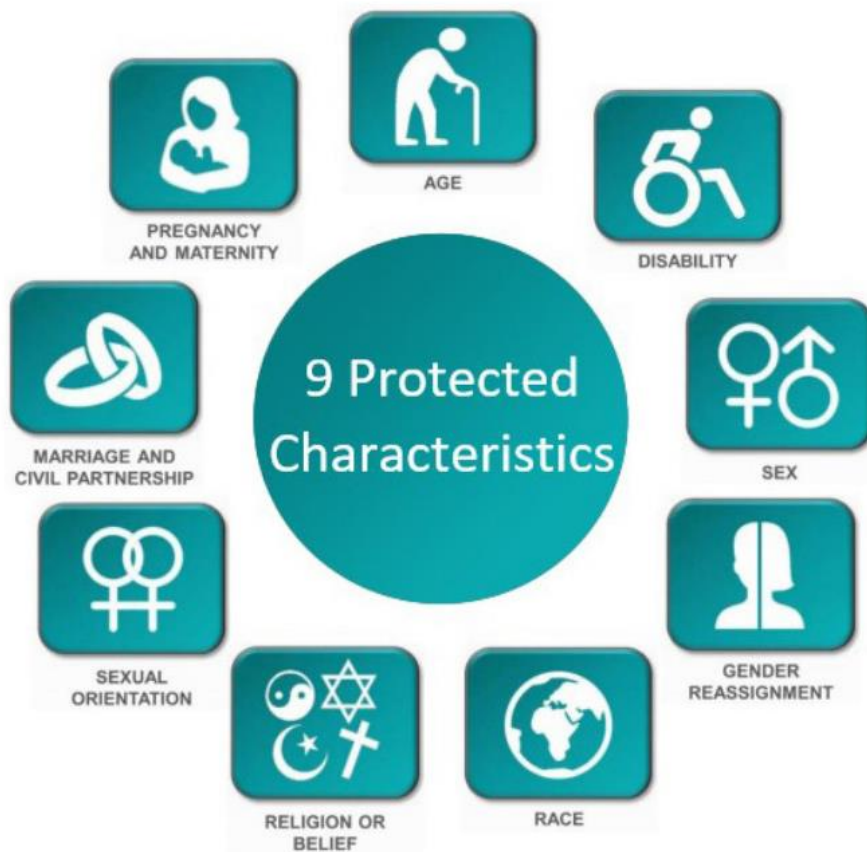 9 Protected
Characteristics
AGE
DISABILITY
SEX
GENDER
REASSIGNMENT
RACE
RELIGION OR
BELIEF
SEXUAL
ORIENTATION
MARRIAGE AND
CIVIL PARTNERSHIP
PREGNANCY
AND MATERNITY